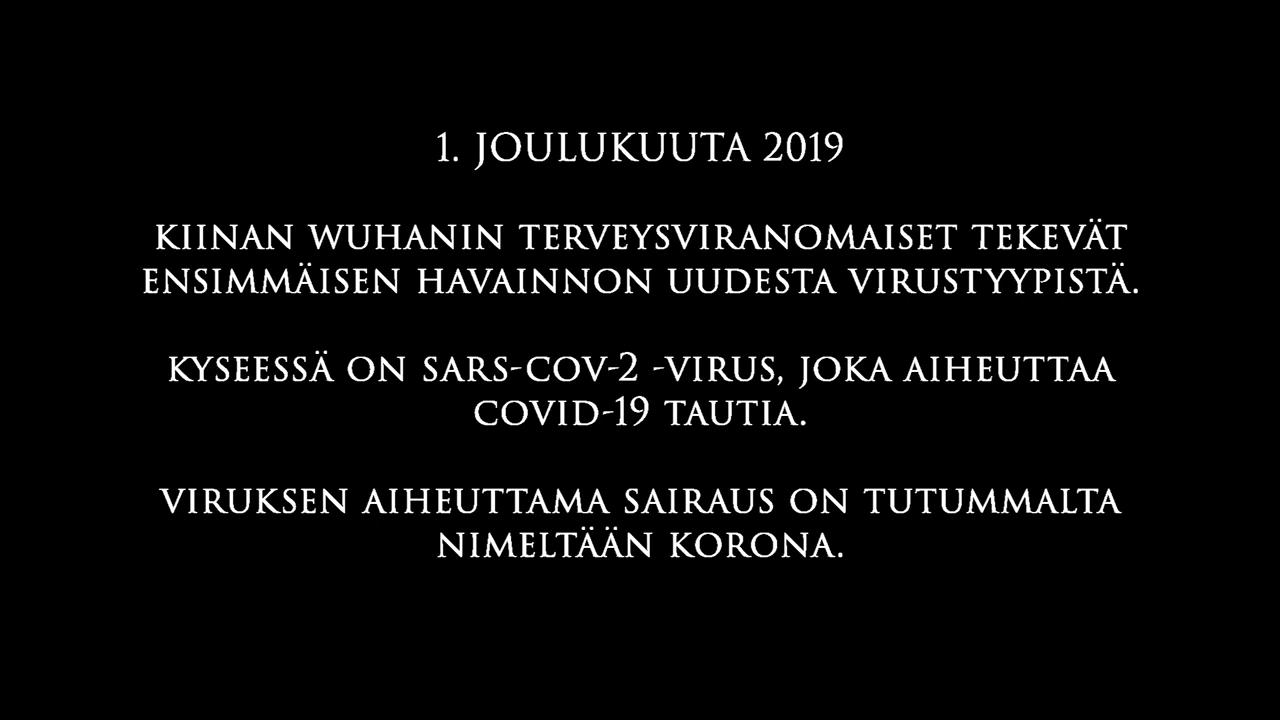 1. JOULUKUUTA 2019
KIINAN WUHANIN TERVEYSVIRANOMAISET TEKEVÄT
ENSIMMÄISEN HAVAINNON UUDESTA VIRUSTYYPISTÄ.
KYSEESSÄ ON SARS-COV-2 -VIRUS, JOKA AIHEUTTAA
COVID-19 TAUTIA.
VIRUKSEN AIHEUTTAMA SAIRAUS ON TUTUMMALTA
NIMELTÄÄN KORONA.